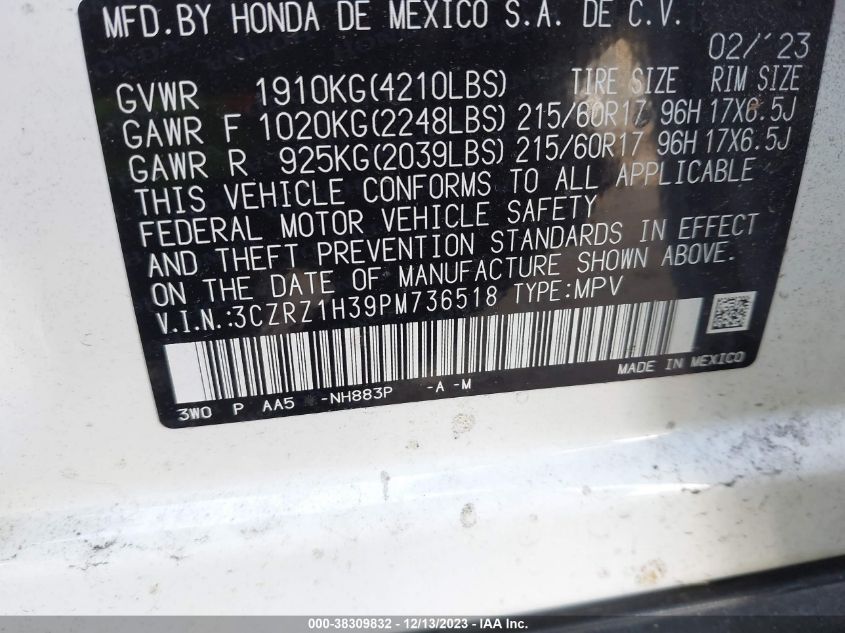 MFD.BY HONDA DE MEXICO S.A. DE C.V.
02/'23
GVWR 1910KG(4210LBS) TIRE SIZE RIM SIZE
GAWR F 1020KG(2248LBS) 215/60R17 96H 17X6.5J
GAWR R 925KG(2039LBS) 215/60R17 96H 17X6.5J
THIS VEHICLE CONFORMS TO ALL APPLICABLE
FEDERAL MOTOR VEHICLE SAFETY
AND THEFT PREVENTION STANDARDS IN EFFECT
ON THE DATE OF MANUFACTURE SHOWN ABOVE.
V.I.N.:3CZRZ1H39PM736518 TYPE:MPV
MADE IN MEXICO
3W0 P AA5 -NH883P -A -M
000-38309832 - 12/13/2023 - IAA Inc.